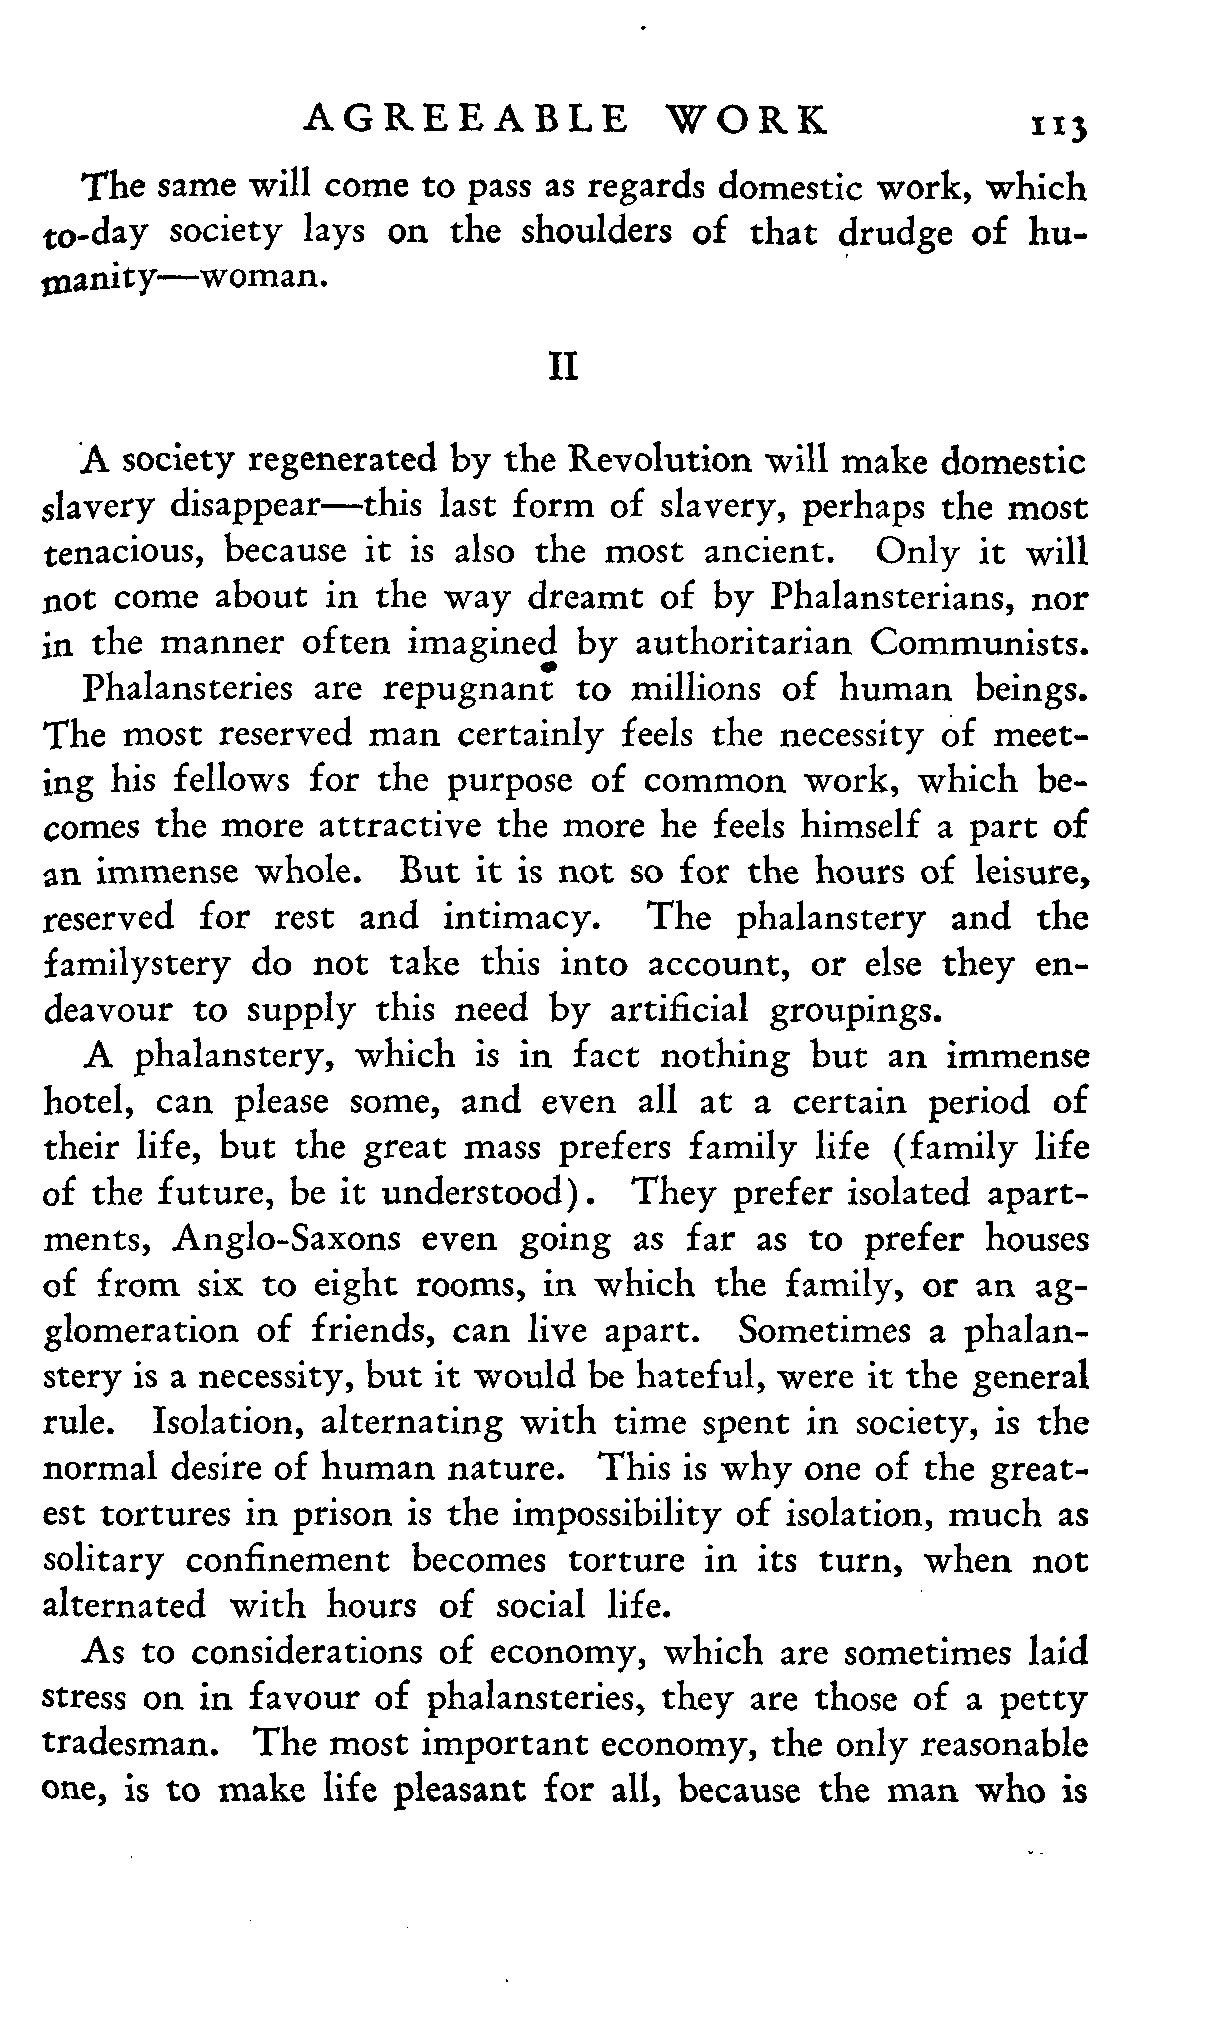 AGREEABLE WORK 113
The same will come to pass as regards domestic work, which
to-day society lays on the shoulders of that drudge of hu-
manity—woman.
II
A society regenerated by the Revolution will make domestic
slavery disappear—this last form of slavery, perhaps the most
tenacious, because it is also the most ancient. Only it will
not come about in the way dreamt of by Phalansterians, nor
in the manner often imagined by authoritarian Communists.
Phalansteries are repugnant to millions of human beings.
The most reserved man certainly feels the necessity of meet-
ing his fellows for the purpose of common work, which be-
comes the more attractive the more he feels himself a part of
an immense whole. But it is not so for the hours of leisure,
reserved for rest and intimacy. The phalanstery and the
familystery do not take this into account, or else they en-
deavour to supply this need by artificial groupings.
A phalanstery, which is in fact nothing but an immense
hotel, can please some, and even all at a certain period of
their life, but the great mass prefers family life (family life
of the future, be it understood). They prefer isolated apart-
ments, Anglo-Saxons even going as far as to prefer houses
of from six to eight rooms, in which the family, or an ag-
glomeration of friends, can live apart. Sometimes a phalan-
stery is a necessity, but it would be hateful, were it the general
rule. Isolation, alternating with time spent in society, is the
normal desire of human nature. This is why one of the great-
est tortures in prison is the impossibility of isolation, much as
solitary confinement becomes torture in its turn, when not
alternated with hours of social life.
As to considerations of economy, which are sometimes laid
stress on in favour of phalansteries, they are those of a petty
tradesman. The most important economy, the only reasonable
one, is to make life pleasant for all, because the man who is